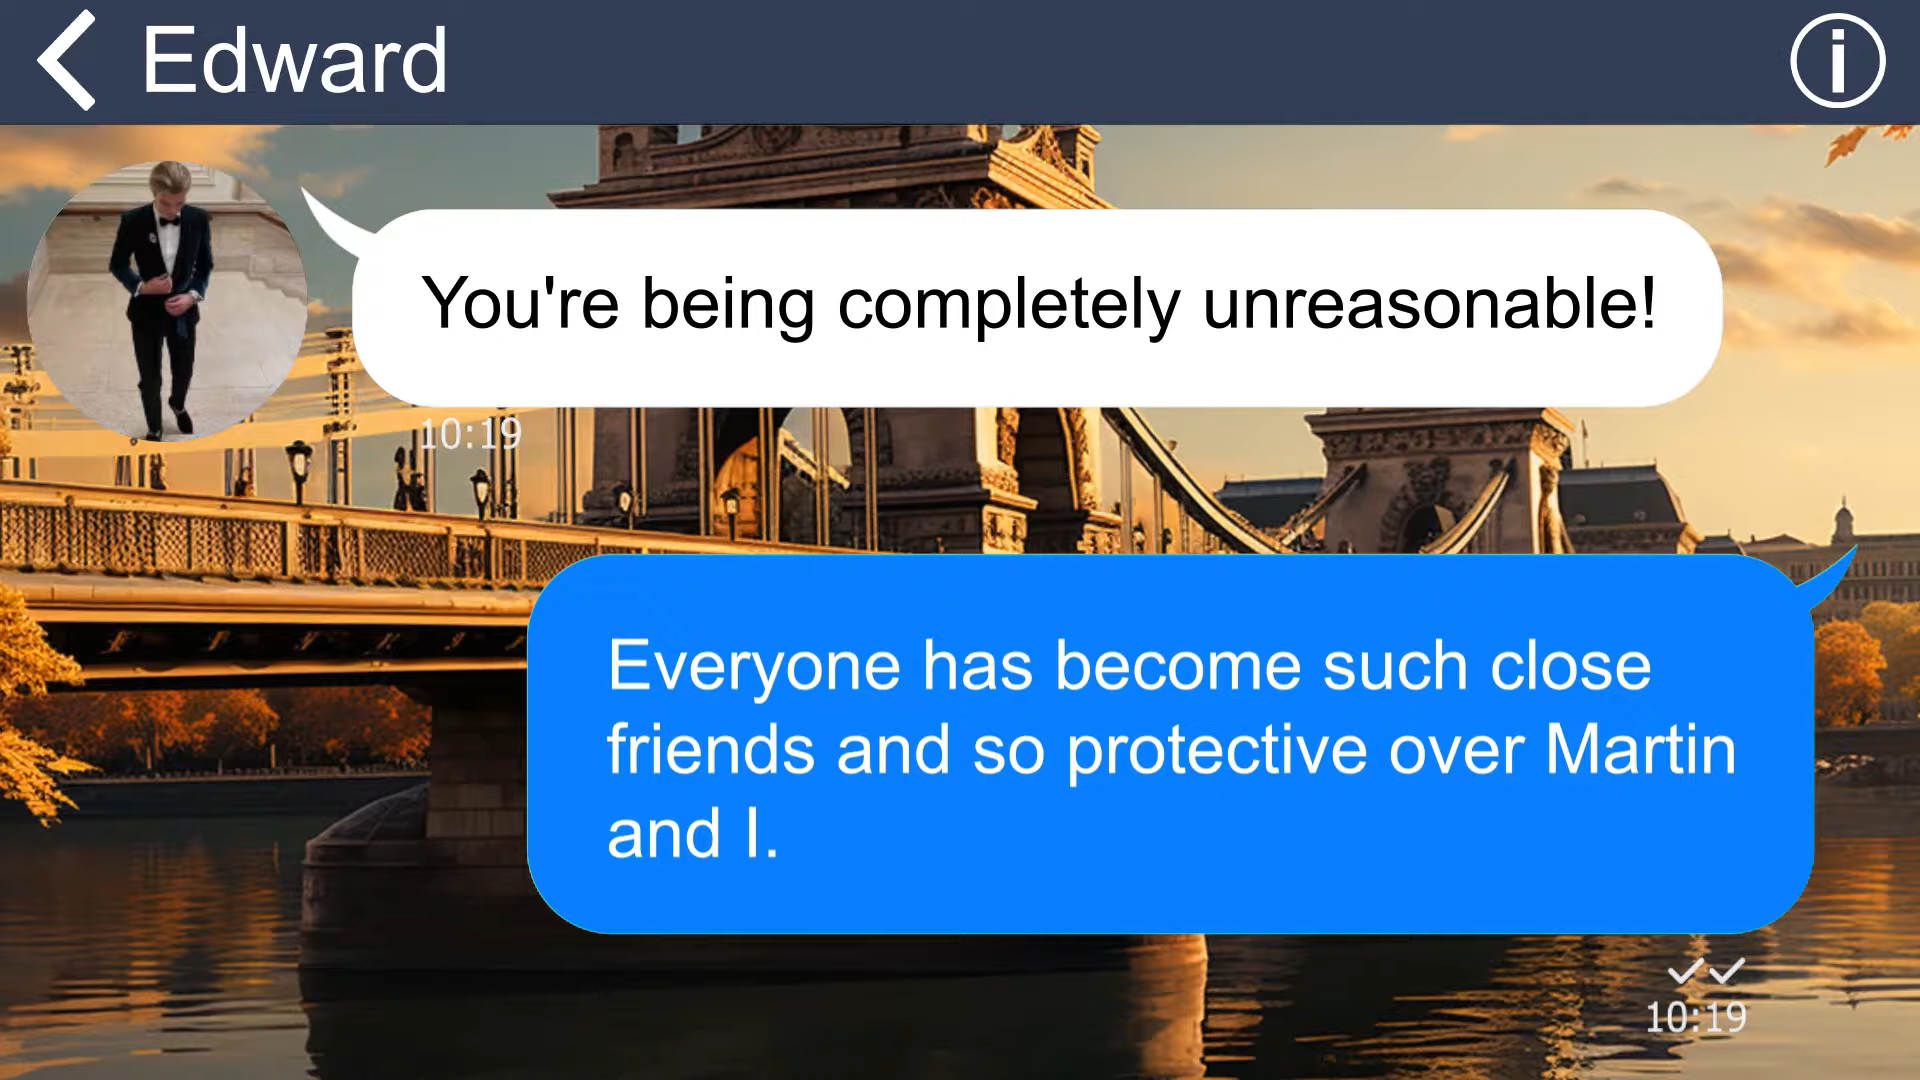 Edward
You're being completely unreasonable!
10:19
Everyone has become such close
friends and so protective over Martin
and I.
10:19